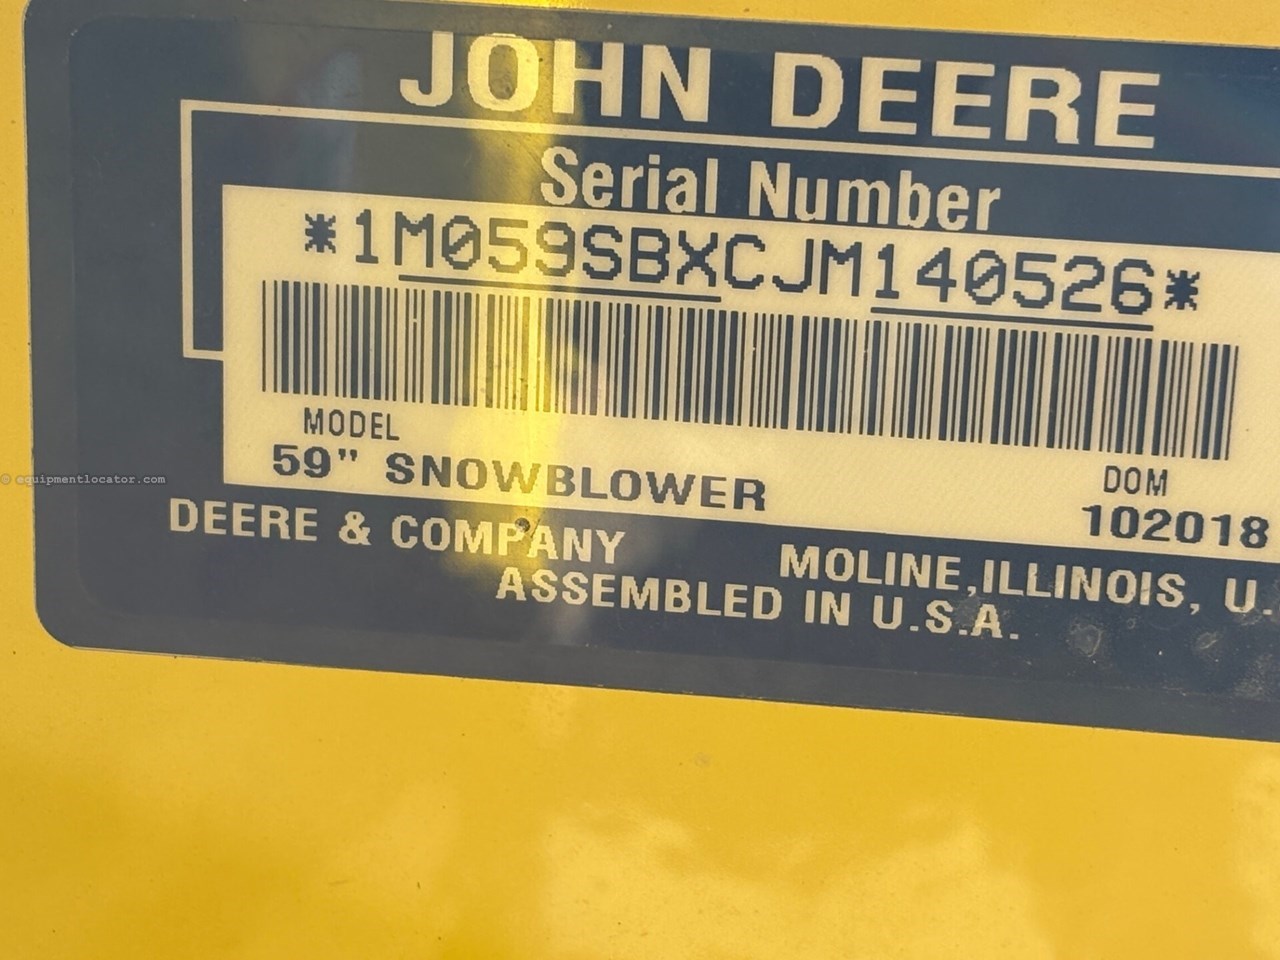 JOHN DEERE
Serial Number
*1M059SBXCJM140526*
MODEL DOM
59" SNOWBLOWER 102018
DEERE & COMPANY MOLINE,ILLINOIS, U.
ASSEMBLED IN U.S.A.
© equipmentlocator.com